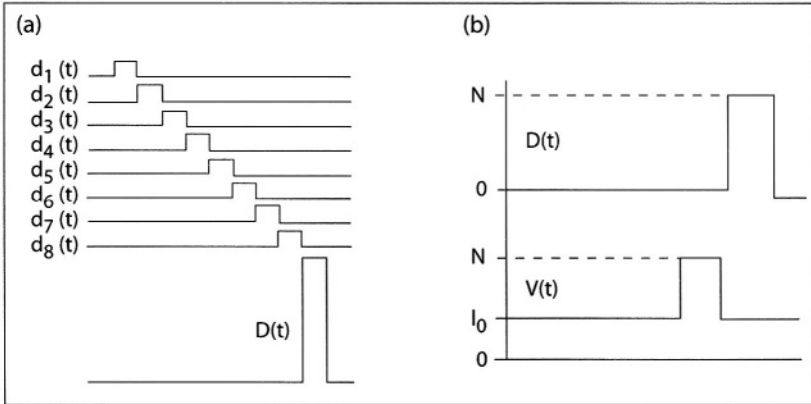 (a)
d₁ (t)
d₂ (t)
d₃ (t)
d₄ (t)
d₅ (t)
d₆ (t)
d₇ (t)
d₈ (t)
D(t)
(b)
N
D(t)
0
N
V(t)
I₀
0